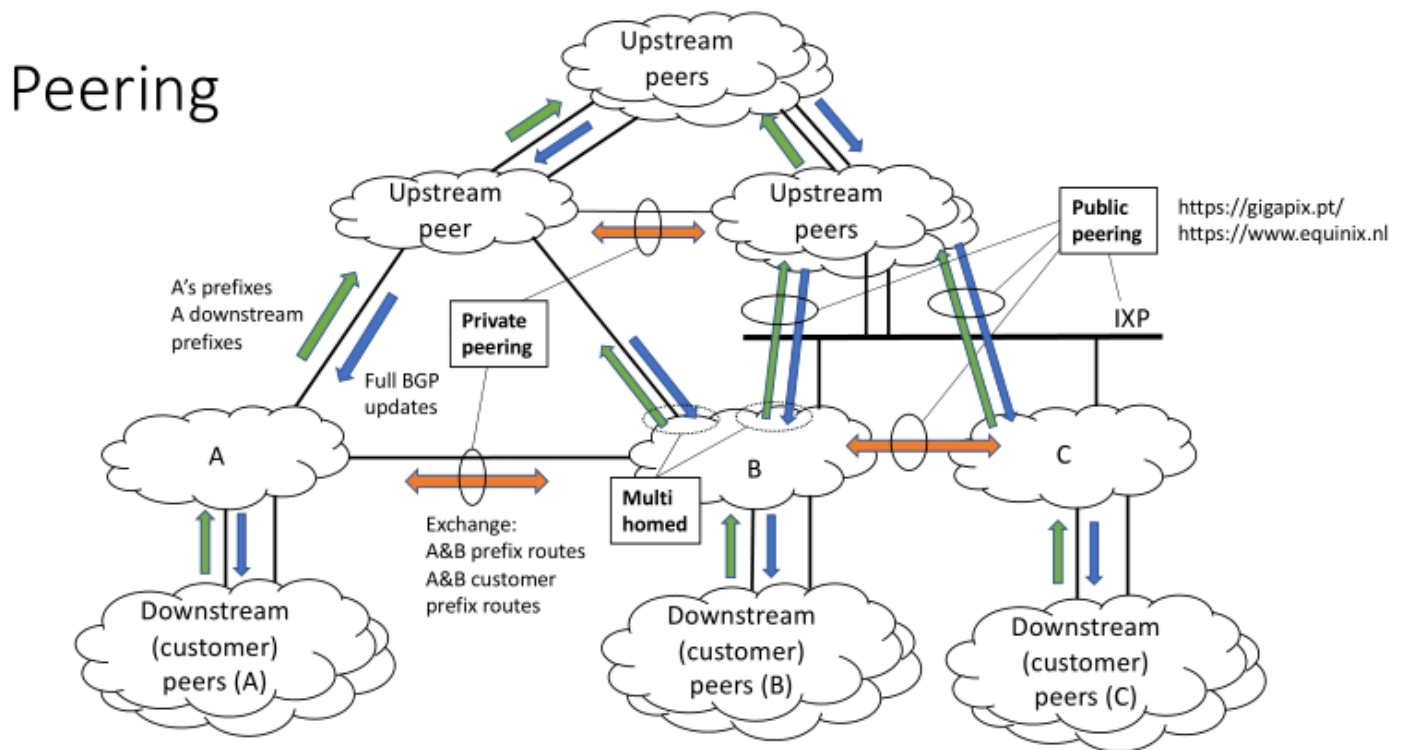 Peering
Upstream
peers
Upstream
peer
Upstream
peers
Public
peering
https://gigapix.pt/
https://www.equinix.nl
A's prefixes
A downstream
prefixes
Private
peering
IXP
Full BGP
updates
A
B
C
Multi
homed
Exchange:
A&B prefix routes
A&B customer
prefix routes
Downstream
(customer)
peers (A)
Downstream
(customer)
peers (B)
Downstream
(customer)
peers (C)